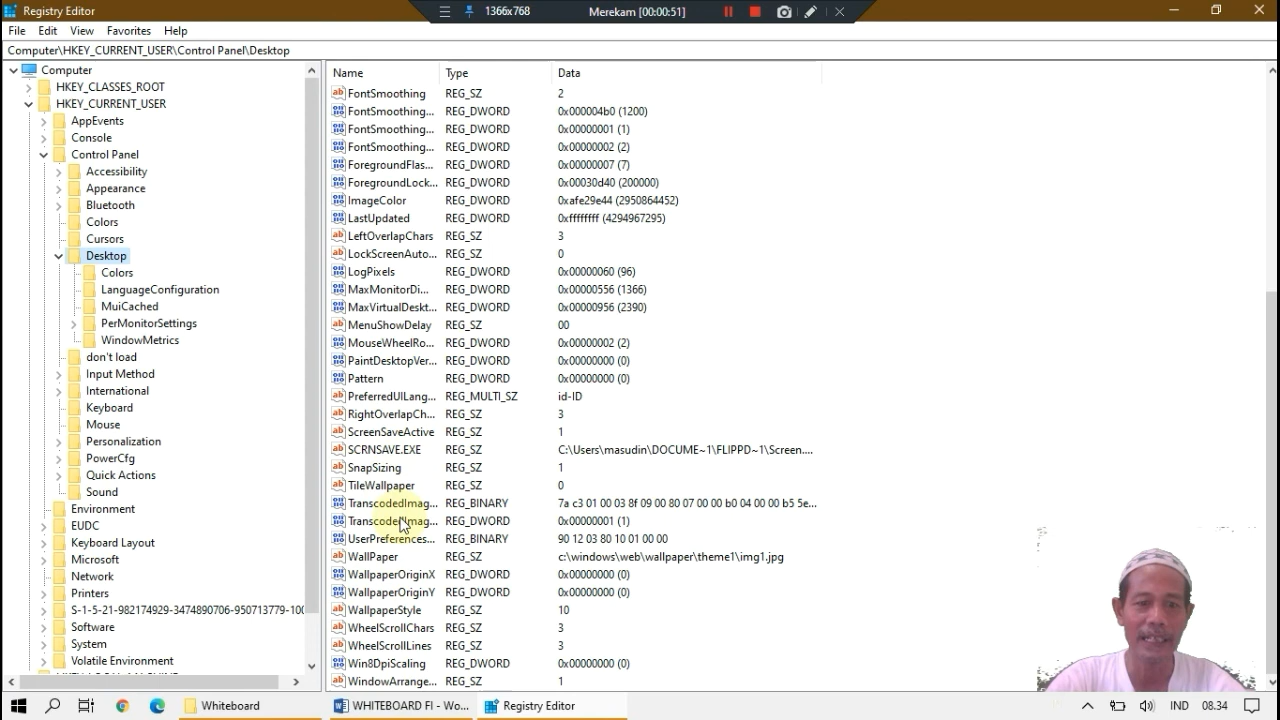 Registry Editor
1366x768
Merekam [00:00:51]
File Edit View Favorites Help
Computer\HKEY_CURRENT_USER\Control Panel\Desktop
Computer
HKEY_CLASSES_ROOT
HKEY_CURRENT_USER
AppEvents
Console
Control Panel
Accessibility
Appearance
Bluetooth
Colors
Cursors
Desktop
Colors
LanguageConfiguration
MuiCached
PerMonitorSettings
WindowMetrics
don't load
Input Method
International
Keyboard
Mouse
Personalization
PowerCfg
Quick Actions
Sound
Environment
EUDC
Keyboard Layout
Microsoft
Network
Printers
S-1-5-21-982174929-3474890706-950713779-100
Software
System
Volatile Environment
Name Type Data
FontSmoothing REG_SZ 2
FontSmoothing... REG_DWORD 0x000004b0 (1200)
FontSmoothing... REG_DWORD 0x00000001 (1)
FontSmoothing... REG_DWORD 0x00000002 (2)
ForegroundFlas... REG_DWORD 0x00000007 (7)
ForegroundLock... REG_DWORD 0x00030d40 (200000)
ImageColor REG_DWORD 0xafe29e44 (2950864452)
LastUpdated REG_DWORD 0xffffffff (4294967295)
LeftOverlapChars REG_SZ 3
LockScreenAuto... REG_SZ 0
LogPixels REG_DWORD 0x00000060 (96)
MaxMonitorDi... REG_DWORD 0x00000556 (1366)
MaxVirtualDeskt... REG_DWORD 0x00000956 (2390)
MenuShowDelay REG_SZ 00
MouseWheelRo... REG_DWORD 0x00000002 (2)
PaintDesktopVer... REG_DWORD 0x00000000 (0)
Pattern REG_DWORD 0x00000000 (0)
PreferredUILang... REG_MULTI_SZ id-ID
RightOverlapCh... REG_SZ 3
ScreenSaveActive REG_SZ 1
SCRNSAVE.EXE REG_SZ C:\Users\masudin\DOCUME~1\FLIPPD~1\Screen....
SnapSizing REG_SZ 1
TileWallpaper REG_SZ 0
TranscodedImag... REG_BINARY 7a c3 01 00 03 8f 09 00 80 07 00 00 b0 04 00 00 b5 5e...
TranscodedImag... REG_DWORD 0x00000001 (1)
UserPreferences... REG_BINARY 90 12 03 80 10 01 00 00
WallPaper REG_SZ c:\windows\web\wallpaper\theme1\img1.jpg
WallpaperOriginX REG_DWORD 0x00000000 (0)
WallpaperOriginY REG_DWORD 0x00000000 (0)
WallpaperStyle REG_SZ 10
WheelScrollChars REG_SZ 3
WheelScrollLines REG_SZ 3
Win8DpiScaling REG_DWORD 0x00000000 (0)
WindowArrange... REG_SZ 1
Whiteboard
WHITEBOARD FI - Wo...
Registry Editor
IND
08.34